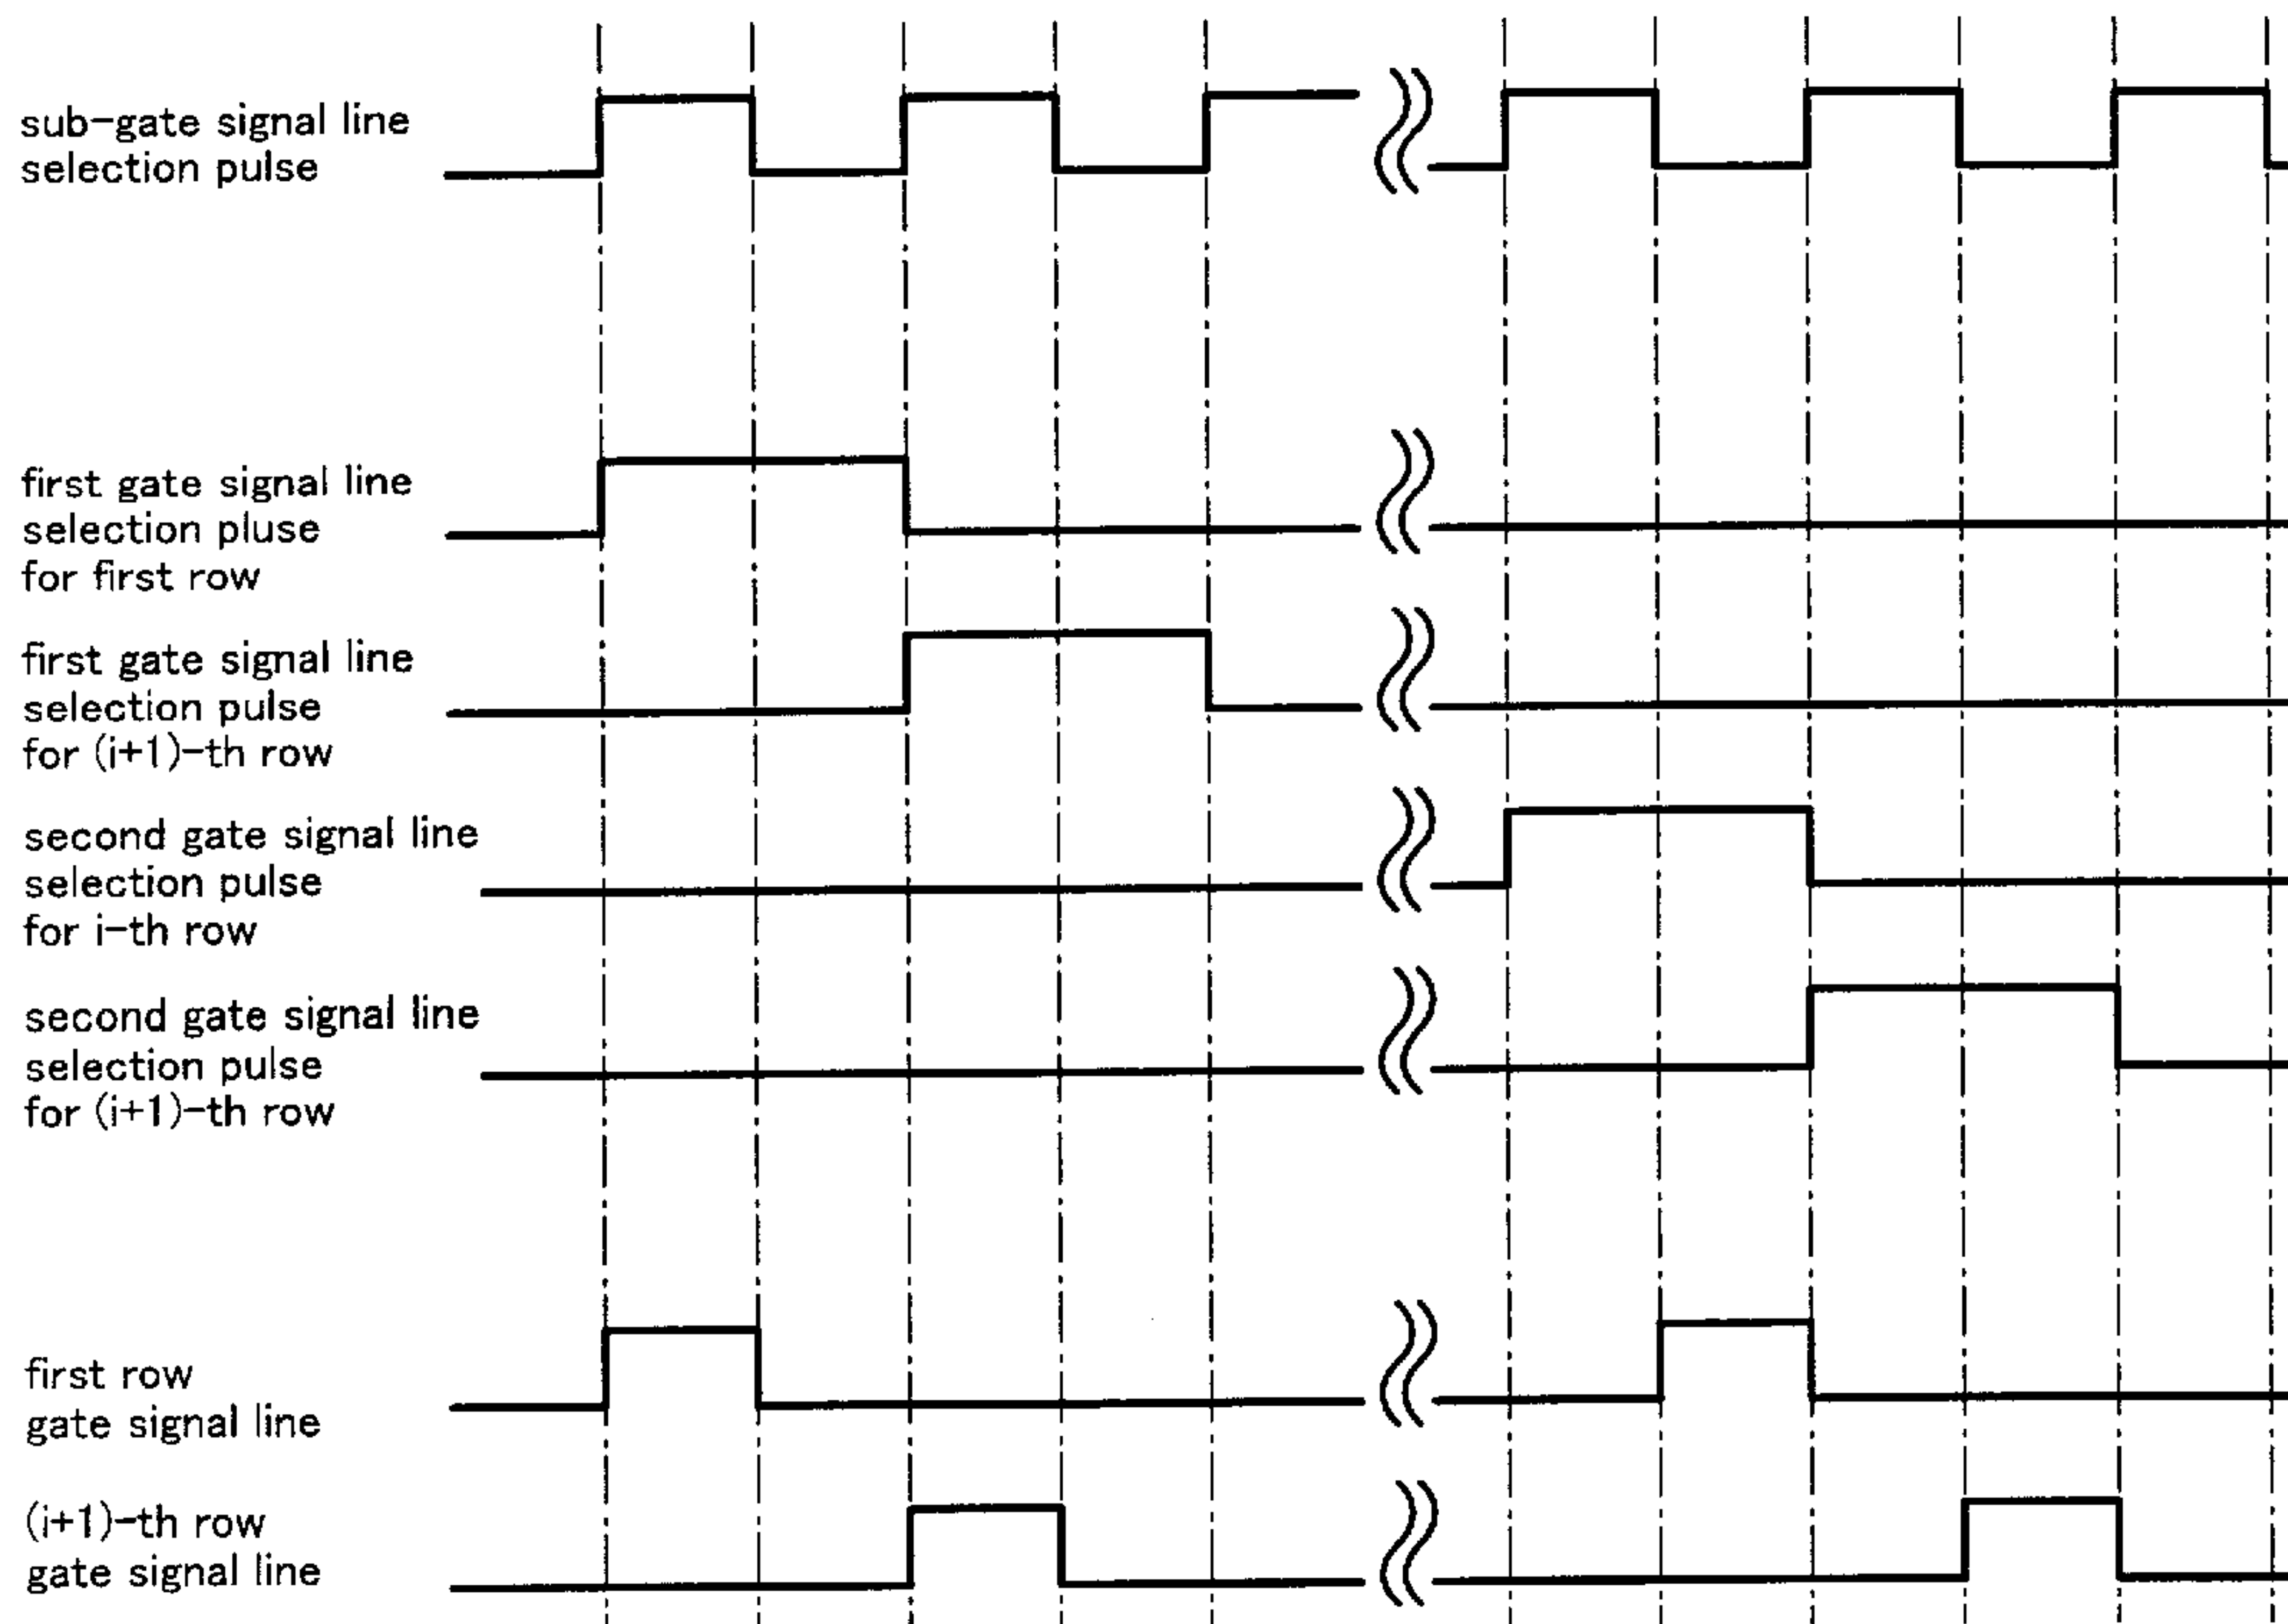 sub-gate signal line
selection pulse
first gate signal line
selection pluse
for first row
first gate signal line
selection pulse
for (i+1)-th row
second gate signal line
selection pulse
for i-th row
second gate signal line
selection pulse
for (i+1)-th row
first row
gate signal line
(i+1)-th row
gate signal line